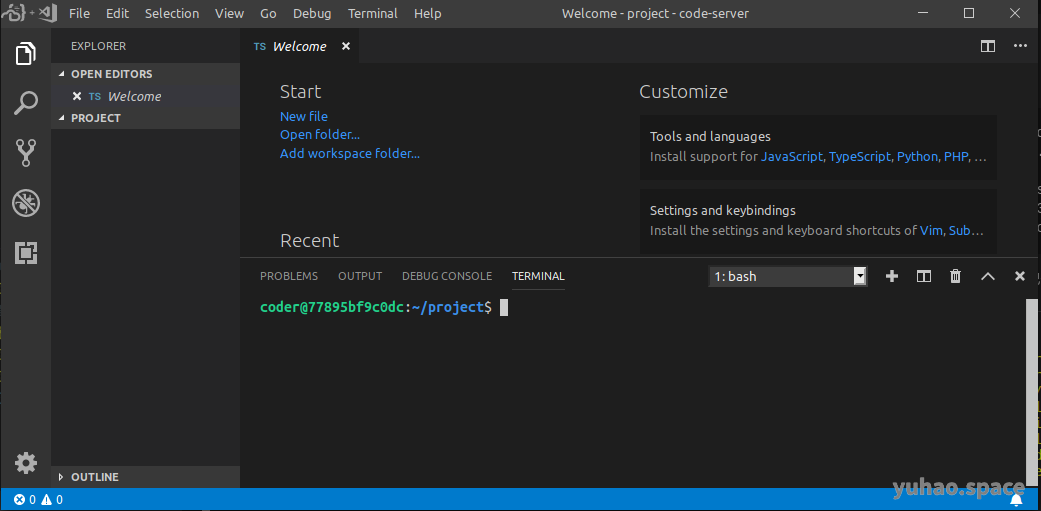 File Edit Selection View Go Debug Terminal Help
Welcome - project - code-server
EXPLORER
OPEN EDITORS
TS Welcome
PROJECT
OUTLINE
TS Welcome
Start
New file
Open folder...
Add workspace folder...
Recent
Customize
Tools and languages
Install support for JavaScript, TypeScript, Python, PHP, ...
Settings and keybindings
Install the settings and keyboard shortcuts of Vim, Sub...
PROBLEMS OUTPUT DEBUG CONSOLE TERMINAL
1: bash
coder@77895bf9c0dc:~/project$
0 0
yuhao.space